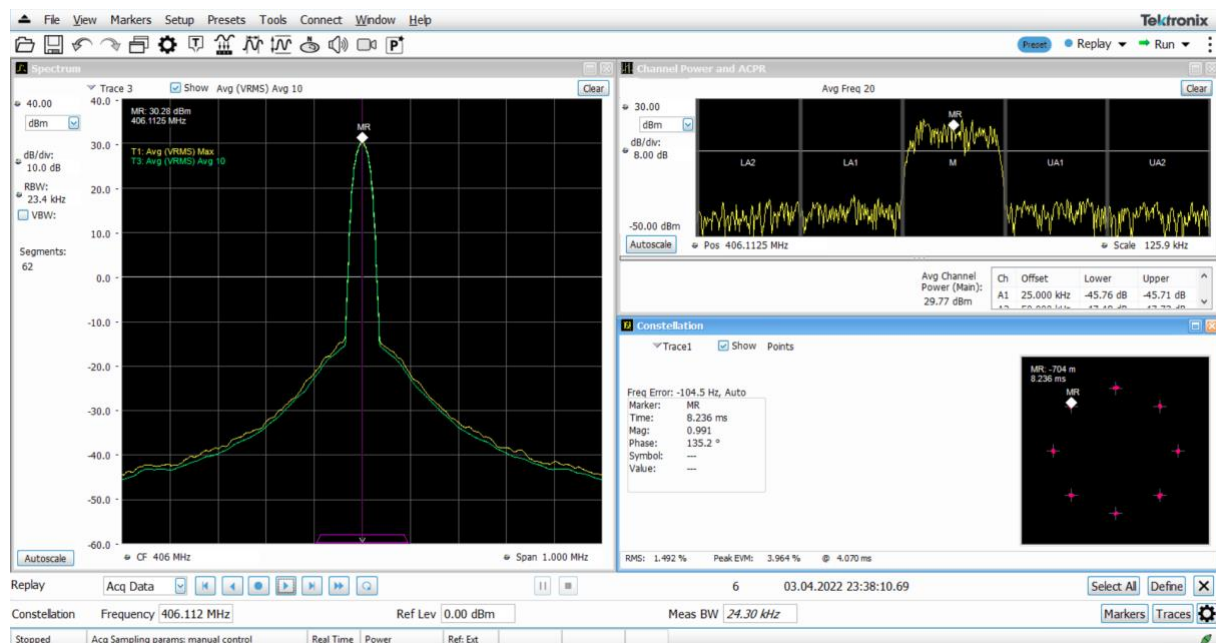 File View Markers Setup Presets Tools Connect Window Help
Tektronix
Preset Replay Run
Spectrum
Trace 3 Show Avg (VRMS) Avg 10 Clear
40.00
dBm
dB/div:
10.0 dB
RBW:
23.4 kHz
VBW:
Segments:
62
Autoscale
40.0
30.0
20.0
10.0
0.0
-10.0
-20.0
-30.0
-40.0
-50.0
-60.0
MR: 30.28 dBm
406.1125 MHz
T1: Avg (VRMS) Max
T3: Avg (VRMS) Avg 10
MR
CF 406 MHz Span 1.000 MHz
Channel Power and ACPR
Avg Freq 20 Clear
30.00
dBm
dB/div:
8.00 dB
-50.00 dBm
Autoscale
MR
LA2 LA1 M UA1 UA2
Pos 406.1125 MHz Scale 125.9 kHz
Avg Channel
Power (Main):
29.77 dBm
Ch Offset Lower Upper
A1 25.000 kHz -45.76 dB -45.71 dB
Constellation
Trace1 Show Points
Freq Error: -104.5 Hz, Auto
Marker: MR
Time: 8.236 ms
Mag: 0.991
Phase: 135.2 °
Symbol: ---
Value: ---
MR: -704 m
8.236 ms
MR
RMS: 1.492 % Peak EVM: 3.964 % @ 4.070 ms
Replay Acq Data 6 03.04.2022 23:38:10.69 Select All Define
Constellation Frequency 406.112 MHz Ref Lev 0.00 dBm Meas BW 24.30 kHz Markers Traces
Stopped Acq Sampling params: manual control Real Time Power Ref: Ext